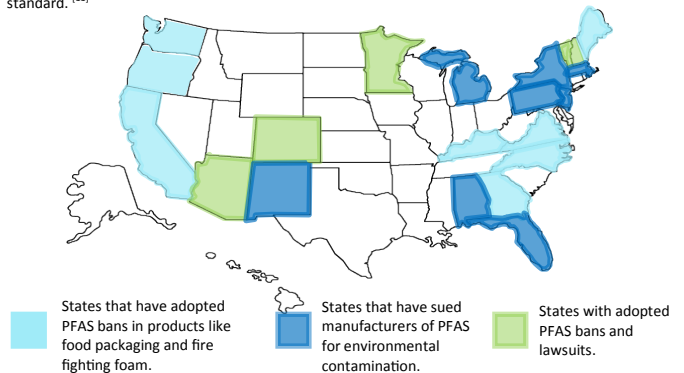 standard.
States that have adopted
PFAS bans in products like
food packaging and fire
fighting foam.
States that have sued
manufacturers of PFAS
for environmental
contamination.
States with adopted
PFAS bans and
lawsuits.